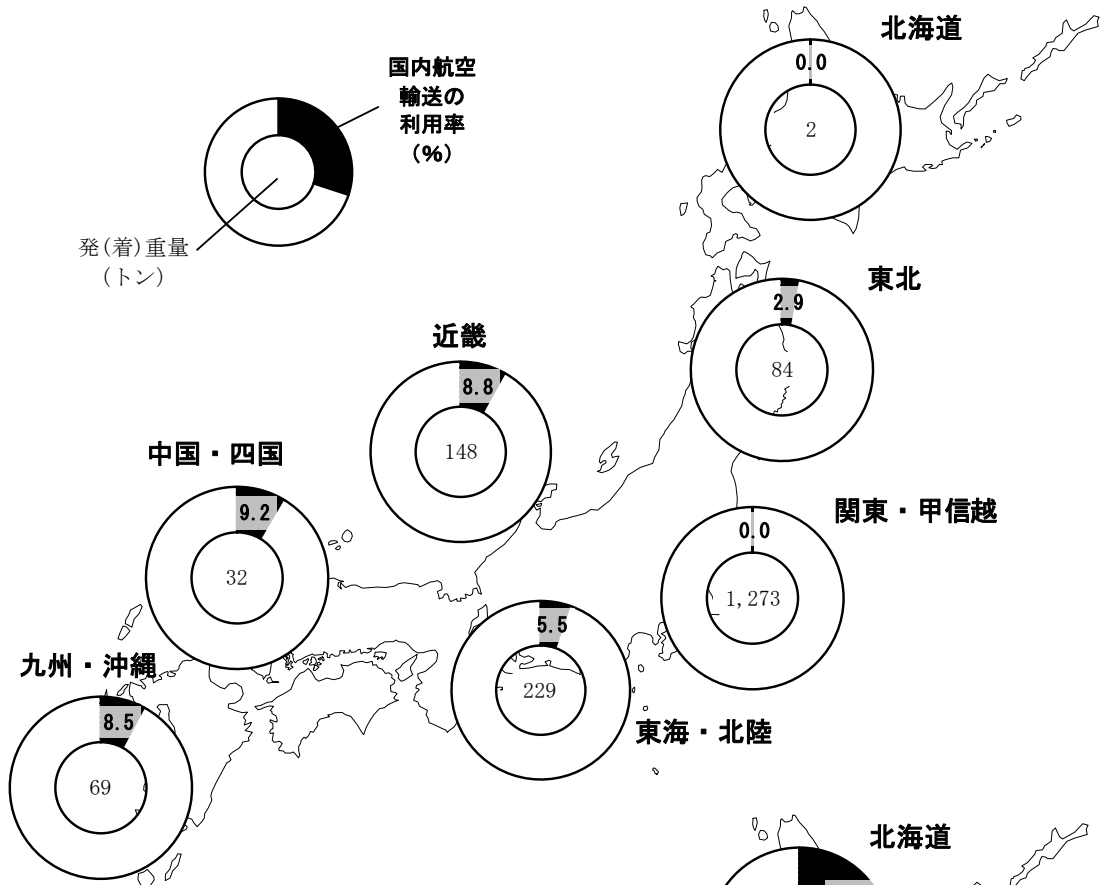 国内航空
輸送の
利用率
（%）
発(着)重量
(トン)
北海道
0.0
2
東北
2.9
84
近畿
8.8
148
中国・四国
9.2
32
関東・甲信越
0.0
1,273
東海・北陸
5.5
229
九州・沖縄
8.5
69
北海道